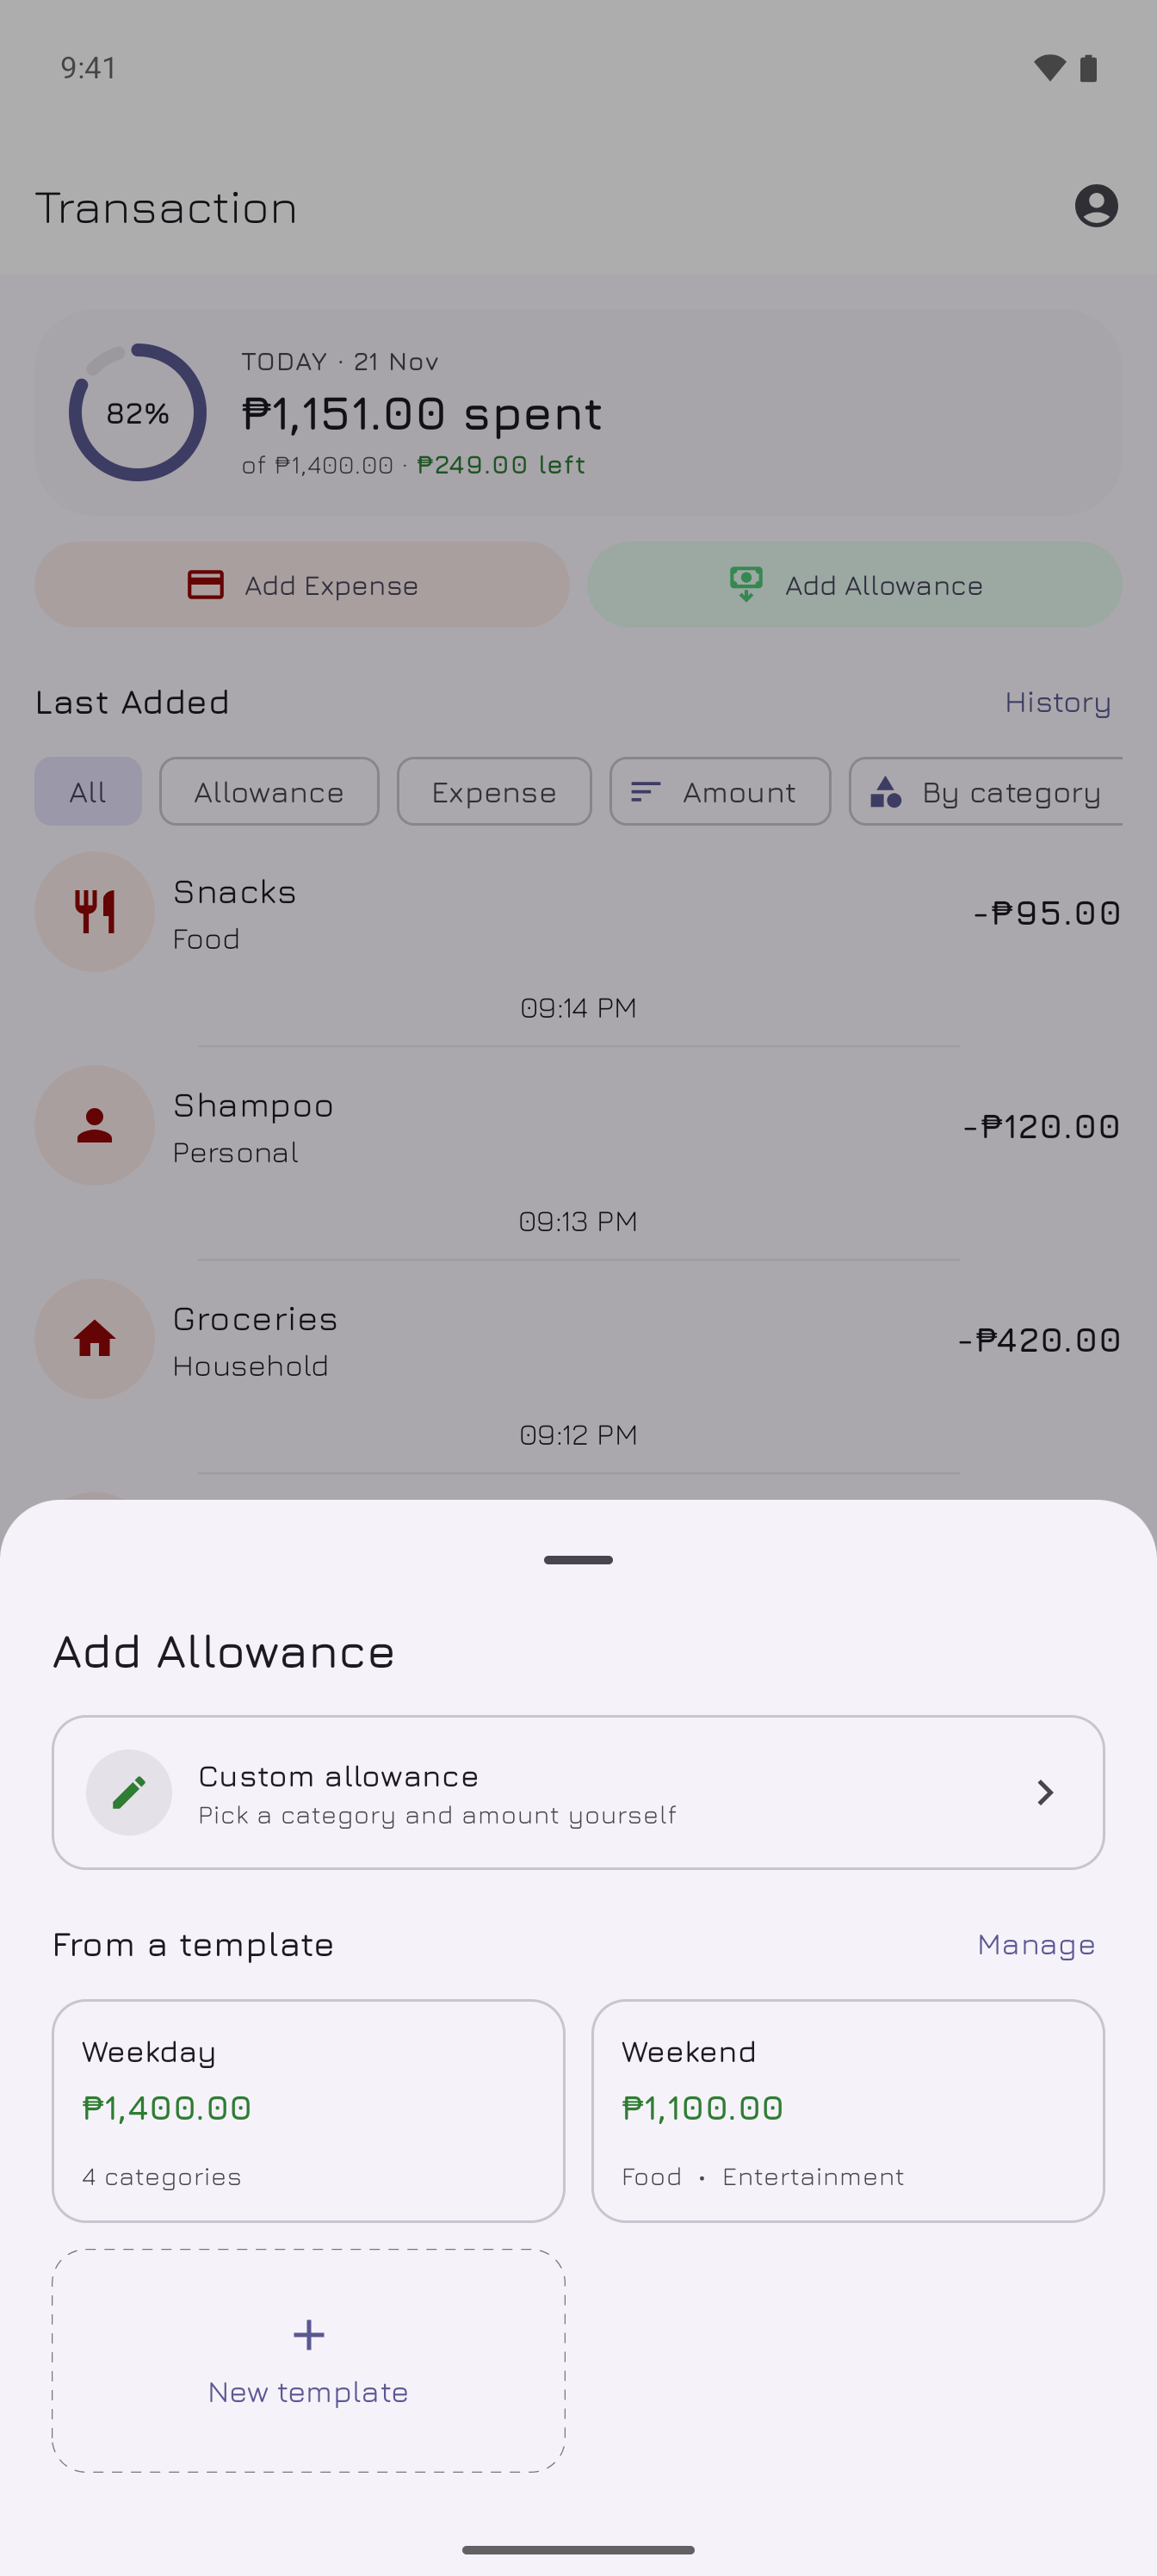 9:41
Transaction
82%
TODAY · 21 Nov
₱1,151.00 spent
of ₱1,400.00 · ₱249.00 left
Add Expense
Add Allowance
Last Added
History
All
Allowance
Expense
Amount
By category
Snacks
Food
-₱95.00
09:14 PM
Shampoo
Personal
-₱120.00
09:13 PM
Groceries
Household
-₱420.00
09:12 PM
Add Allowance
Custom allowance
Pick a category and amount yourself
From a template
Manage
Weekday
₱1,400.00
4 categories
Weekend
₱1,100.00
Food • Entertainment
New template